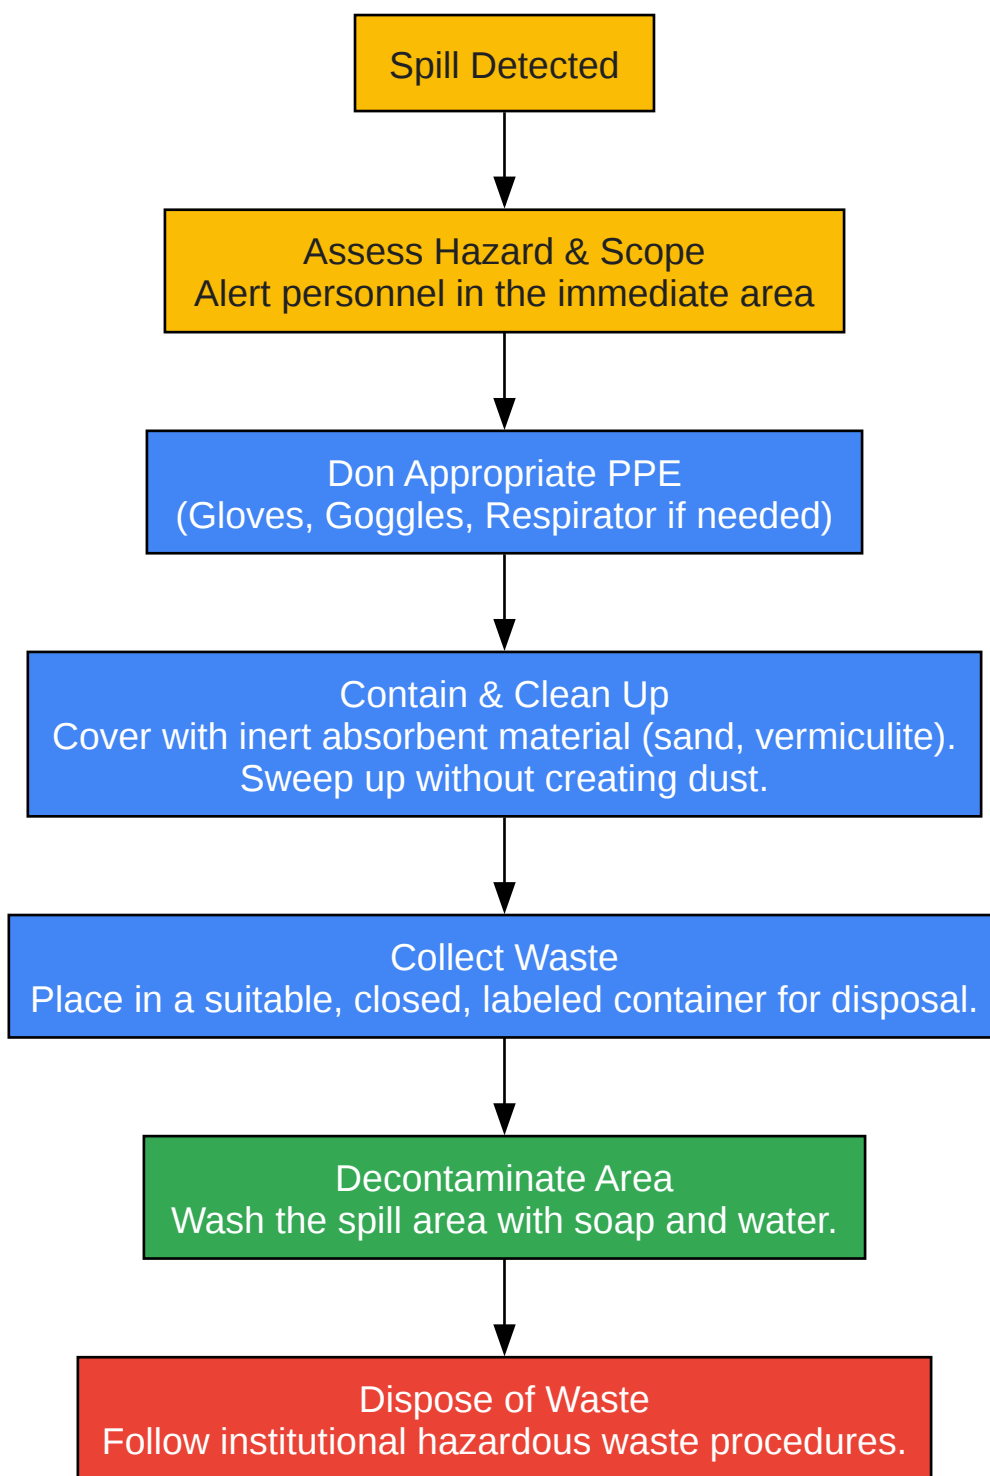 Spill Detected
Assess Hazard & Scope
Alert personnel in the immediate area
Don Appropriate PPE
(Gloves, Goggles, Respirator if needed)
Contain & Clean Up
Cover with inert absorbent material (sand, vermiculite).
Sweep up without creating dust.
Collect Waste
Place in a suitable, closed, labeled container for disposal.
Decontaminate Area
Wash the spill area with soap and water.
Dispose of Waste
Follow institutional hazardous waste procedures.